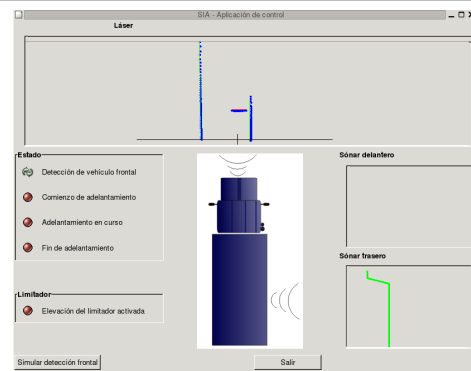 SIA - Aplicación de control
Láser
Estado
Detección de vehículo frontal
Comienzo de adelantamiento
Adelantamiento en curso
Fin de adelantamiento
Sónar delantero
Sónar trasero
Limitador
Elevación del limitador activada
Simular detección frontal
Salir